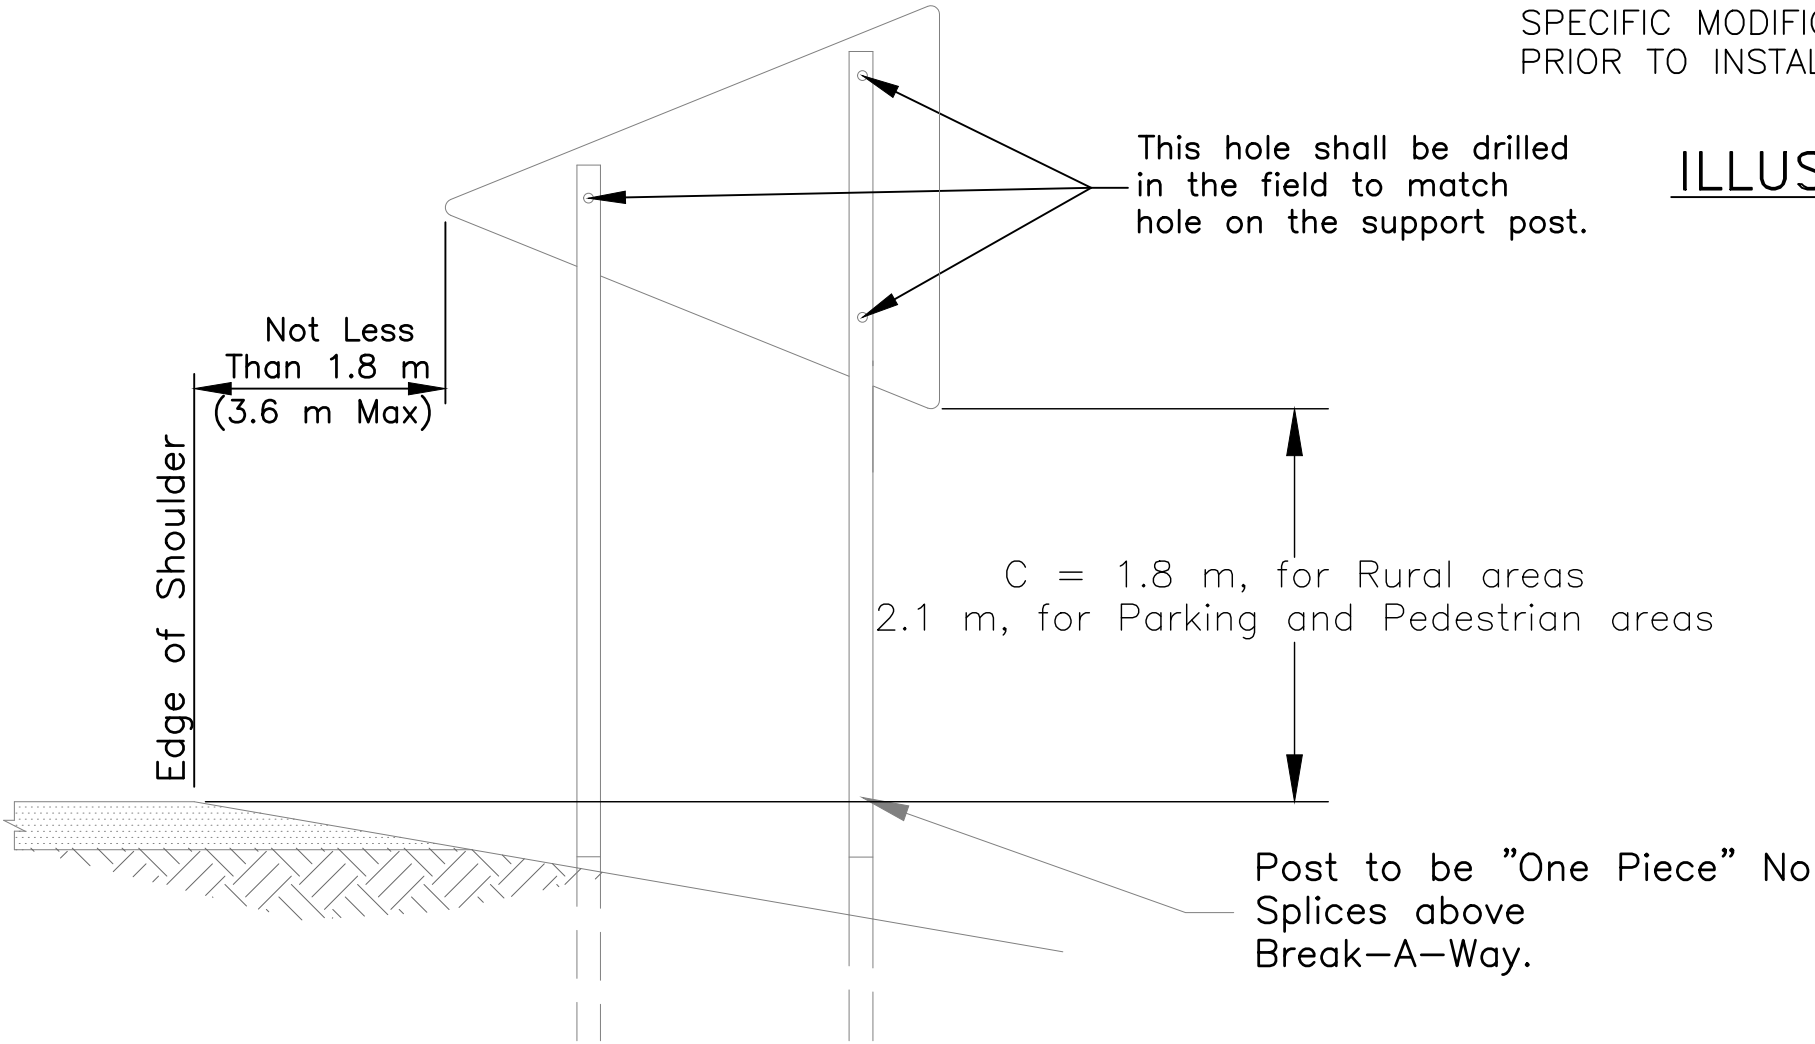 SPECIFIC MODIFIC
PRIOR TO INSTAL
This hole shall be drilled
in the field to match
hole on the support post.
ILLUS
Not Less
Than 1.8 m
(3.6 m Max)
Edge of Shoulder
C = 1.8 m, for Rural areas
2.1 m, for Parking and Pedestrian areas
Post to be ”One Piece” No
Splices above
Break–A–Way.